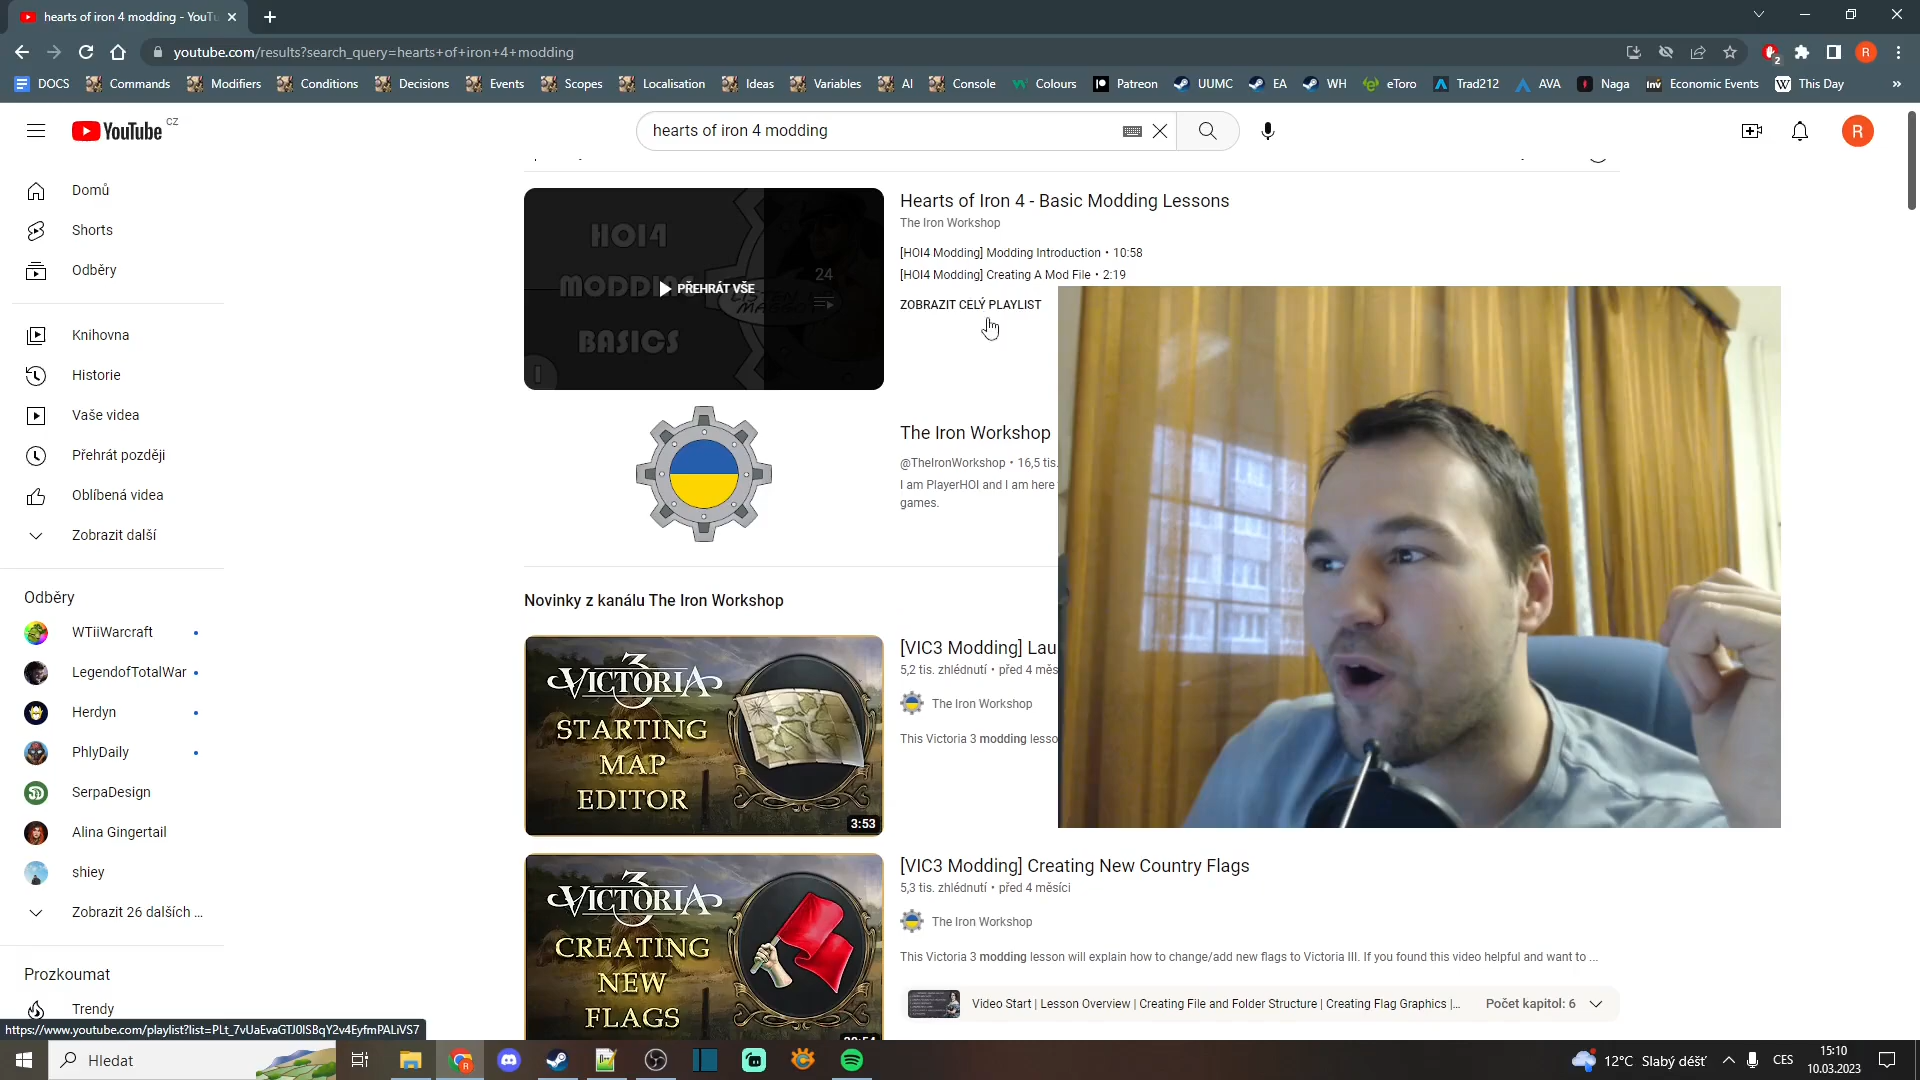 hearts of iron 4 modding - YouTu
youtube.com/results?search_query=hearts+of+iron+4+modding
2
R
DOCS Commands Modifiers Conditions Decisions Events Scopes Localisation Ideas Variables AI Console Colours Patreon UUMC EA WH eToro Trad212 AVA Naga Economic Events This Day »
YouTube CZ
hearts of iron 4 modding
R
Domů
Shorts
Odběry
Knihovna
Historie
Vaše videa
Přehrát později
Oblíbená videa
Zobrazit další
Odběry
WTiiWarcraft
LegendofTotalWar
Herdyn
PhlyDaily
SerpaDesign
Alina Gingertail
shiey
Zobrazit 26 dalších ...
Prozkoumat
Trendy
HOI4
MODDING
BASICS
24
PŘEHRÁT VŠE
Hearts of Iron 4 - Basic Modding Lessons
The Iron Workshop
[HOI4 Modding] Modding Introduction • 10:58
[HOI4 Modding] Creating A Mod File • 2:19
ZOBRAZIT CELÝ PLAYLIST
The Iron Workshop
@TheIronWorkshop • 16,5 tis.
I am PlayerHOI and I am here
games.
Novinky z kanálu The Iron Workshop
VICTORIA 3
STARTING
MAP
EDITOR
3:53
[VIC3 Modding] Lau
5,2 tis. zhlédnutí • před 4 měs
The Iron Workshop
This Victoria 3 modding lesso
VICTORIA 3
CREATING
NEW
FLAGS
[VIC3 Modding] Creating New Country Flags
5,3 tis. zhlédnutí • před 4 měsíci
The Iron Workshop
This Victoria 3 modding lesson will explain how to change/add new flags to Victoria III. If you found this video helpful and want to ...
Video Start | Lesson Overview | Creating File and Folder Structure | Creating Flag Graphics |...
Počet kapitol: 6
https://www.youtube.com/playlist?list=PLt_7vUaEvaGTJ0ISBqY2v4EyfmPALiVS7
Hledat
12°C Slabý déšť
CES
15:10
10.03.2023